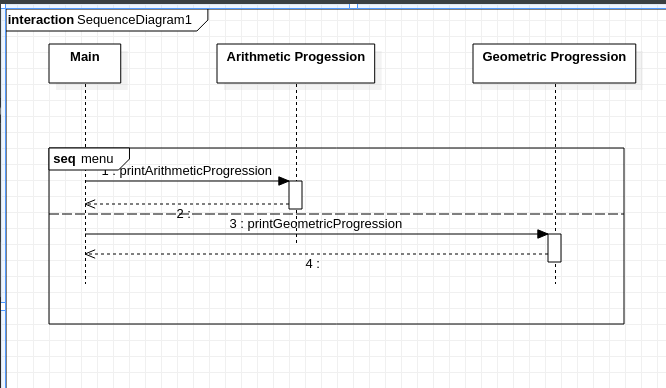 interaction SequenceDiagram1
Main
Arithmetic Progession
Geometric Progression
seq menu
1 : printArithmeticProgression
2 :
3 : printGeometricProgression
4 :